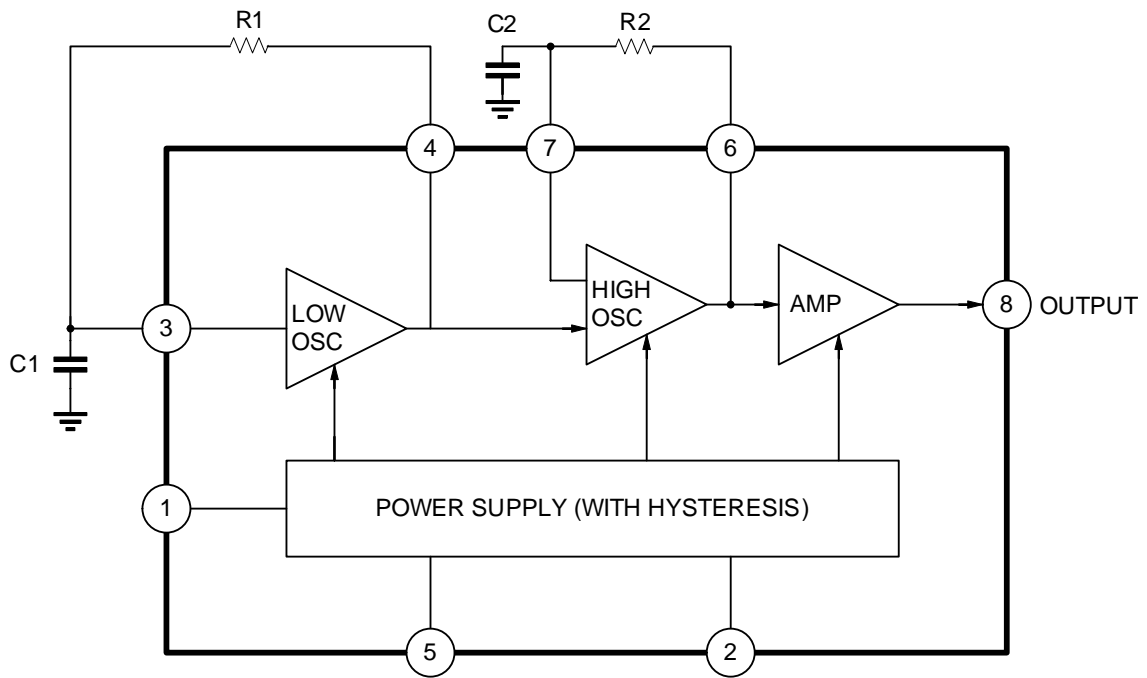 R1
C2
R2
4
7
6
LOW
OSC
HIGH
OSC
AMP
3
8
OUTPUT
C1
1
POWER SUPPLY (WITH HYSTERESIS)
5
2